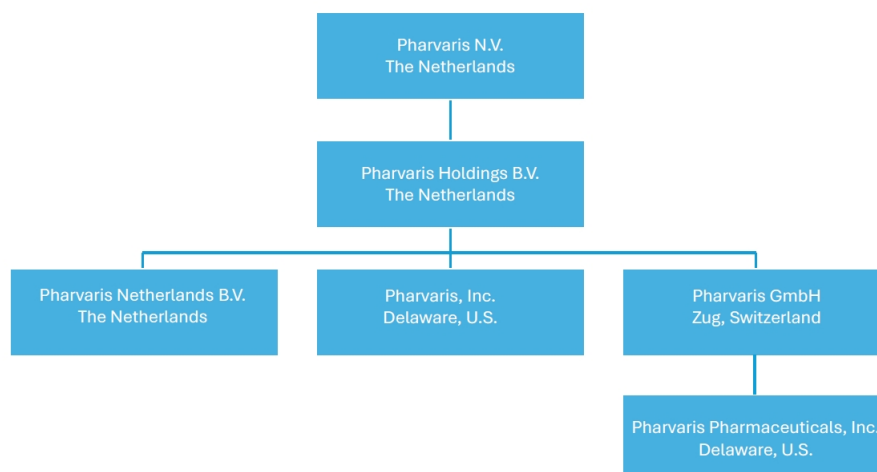 Pharvaris N.V.
The Netherlands
Pharvaris Holdings B.V.
The Netherlands
Pharvaris Netherlands B.V.
The Netherlands
Pharvaris, Inc.
Delaware, U.S.
Pharvaris GmbH
Zug, Switzerland
Pharvaris Pharmaceuticals, Inc.
Delaware, U.S.